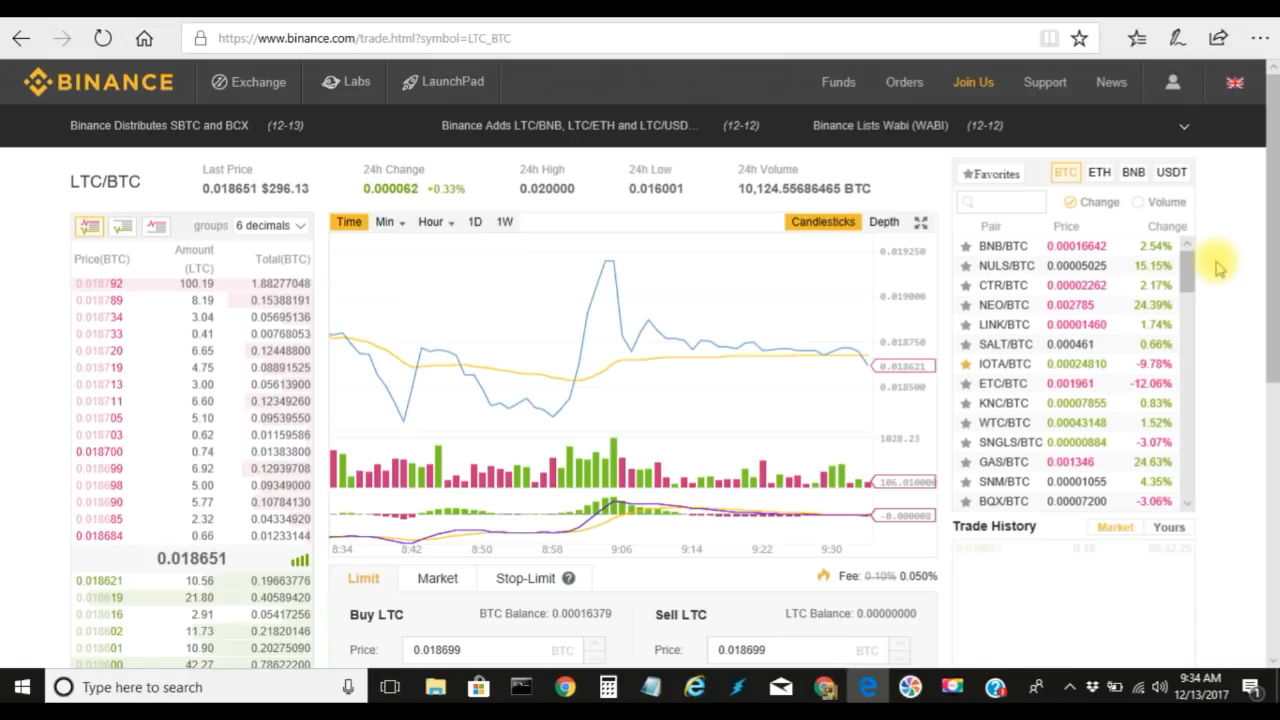 https://www.binance.com/trade.html?symbol=LTC_BTC
BINANCE Exchange Labs LaunchPad Funds Orders Join Us Support News
Binance Distributes SBTC and BCX (12-13) Binance Adds LTC/BNB, LTC/ETH and LTC/USD... (12-12) Binance Lists Wabi (WABI) (12-12)
LTC/BTC
Last Price
0.018651 $296.13
24h Change
0.000062 +0.33%
24h High
0.020000
24h Low
0.016001
24h Volume
10,124.55686465 BTC
groups 6 decimals
Price(BTC) Amount (LTC) Total(BTC)
0.018792 100.19 1.88277048
0.018789 8.19 0.15388191
0.018734 3.04 0.05695136
0.018733 0.41 0.00768053
0.018720 6.65 0.12448800
0.018719 4.75 0.08891525
0.018713 3.00 0.05613900
0.018711 6.60 0.12349260
0.018705 5.10 0.09539550
0.018703 0.62 0.01159586
0.018700 0.74 0.01383800
0.018699 6.92 0.12939708
0.018698 5.00 0.09349000
0.018690 5.77 0.10784130
0.018685 2.32 0.04334920
0.018684 0.66 0.01233144
0.018651
0.018621 10.56 0.19663776
0.018619 21.80 0.40589420
0.018616 2.91 0.05417256
0.018602 11.73 0.21820146
0.018601 10.90 0.20275090
0.018600 42.27 0.78622200
Time Min Hour 1D 1W Candlesticks Depth
0.019250
0.019000
0.018750
0.018621
0.018500
1028.23
106.010000
-0.000008
8:34 8:42 8:50 8:58 9:06 9:14 9:22 9:30
Limit Market Stop-Limit ? Fee: 0.10% 0.050%
Buy LTC BTC Balance: 0.00016379
Price: 0.018699 BTC
Sell LTC LTC Balance: 0.00000000
Price: 0.018699 BTC
Favorites BTC ETH BNB USDT
Change Volume
Pair Price Change
BNB/BTC 0.00016642 2.54%
NULS/BTC 0.00005025 15.15%
CTR/BTC 0.00002262 2.17%
NEO/BTC 0.002785 24.39%
LINK/BTC 0.00001460 1.74%
SALT/BTC 0.000461 0.66%
IOTA/BTC 0.00024810 -9.78%
ETC/BTC 0.001961 -12.06%
KNC/BTC 0.00007855 0.83%
WTC/BTC 0.00043148 1.52%
SNGLS/BTC 0.00000884 -3.07%
GAS/BTC 0.001346 24.63%
SNM/BTC 0.00001055 4.35%
BQX/BTC 0.00007200 -3.06%
Trade History Market Yours
Type here to search
9:34 AM
12/13/2017